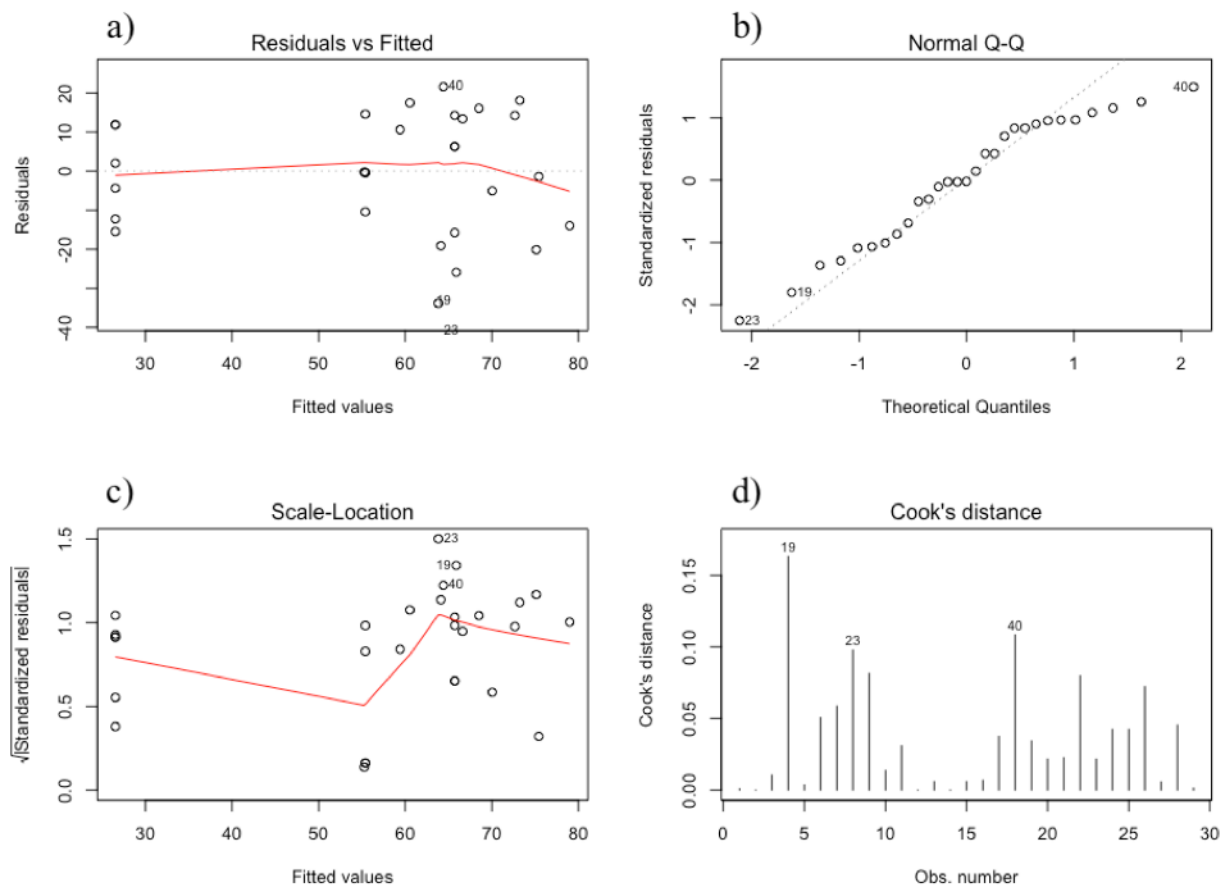 a)
Residuals vs Fitted
Residuals
20
10
0
-20
-40
40
19
23
30 40 50 60 70 80
Fitted values
b)
Normal Q-Q
Standardized residuals
1
0
-1
-2
40
19
23
-2 -1 0 1 2
Theoretical Quantiles
c)
Scale-Location
√|Standardized residuals|
1.5
1.0
0.5
0.0
23
19
40
30 40 50 60 70 80
Fitted values
d)
Cook's distance
Cook's distance
0.15
0.10
0.05
0.00
19
23
40
0 5 10 15 20 25 30
Obs. number